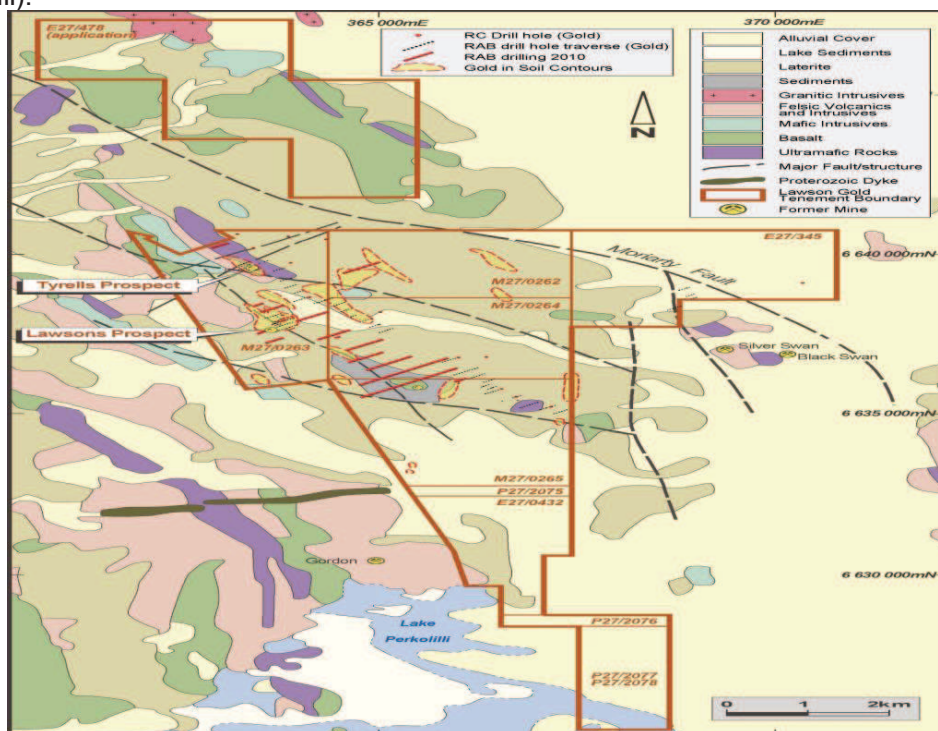 ni).
365 000mE
370 000mE
E27/478
(application)
RC Drill hole (Gold)
RAB drill hole traverse (Gold)
RAB drilling 2010
Gold in Soil Contours
N
Alluvial Cover
Lake Sediments
Laterite
Sediments
Granitic Intrusives
Felsic Volcanics
and Intrusives
Mafic Intrusives
Basalt
Ultramafic Rocks
Major Fault/structure
Proterozoic Dyke
Lawson Gold
Tenement Boundary
Former Mine
E27/345
6 640 000mN
Moriarty Fault
Tyrells Prospect
M27/0262
M27/0264
Lawsons Prospect
M27/0263
Silver Swan
Black Swan
6 635 000mN
M27/0265
P27/2075
E27/0432
Gordon
6 630 000mN
Lake
Perkolilli
P27/2076
P27/2077
P27/2078
0 1 2km